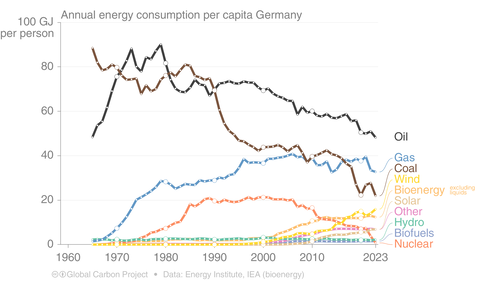 Annual energy consumption per capita Germany
100 GJ
per person
80
60
40
20
0
1960
1970
1980
1990
2000
2010
2023
Oil
Gas
Coal
Wind
Bioenergy excluding liquids
Solar
Other
Hydro
Biofuels
Nuclear
Global Carbon Project • Data: Energy Institute, IEA (bioenergy)